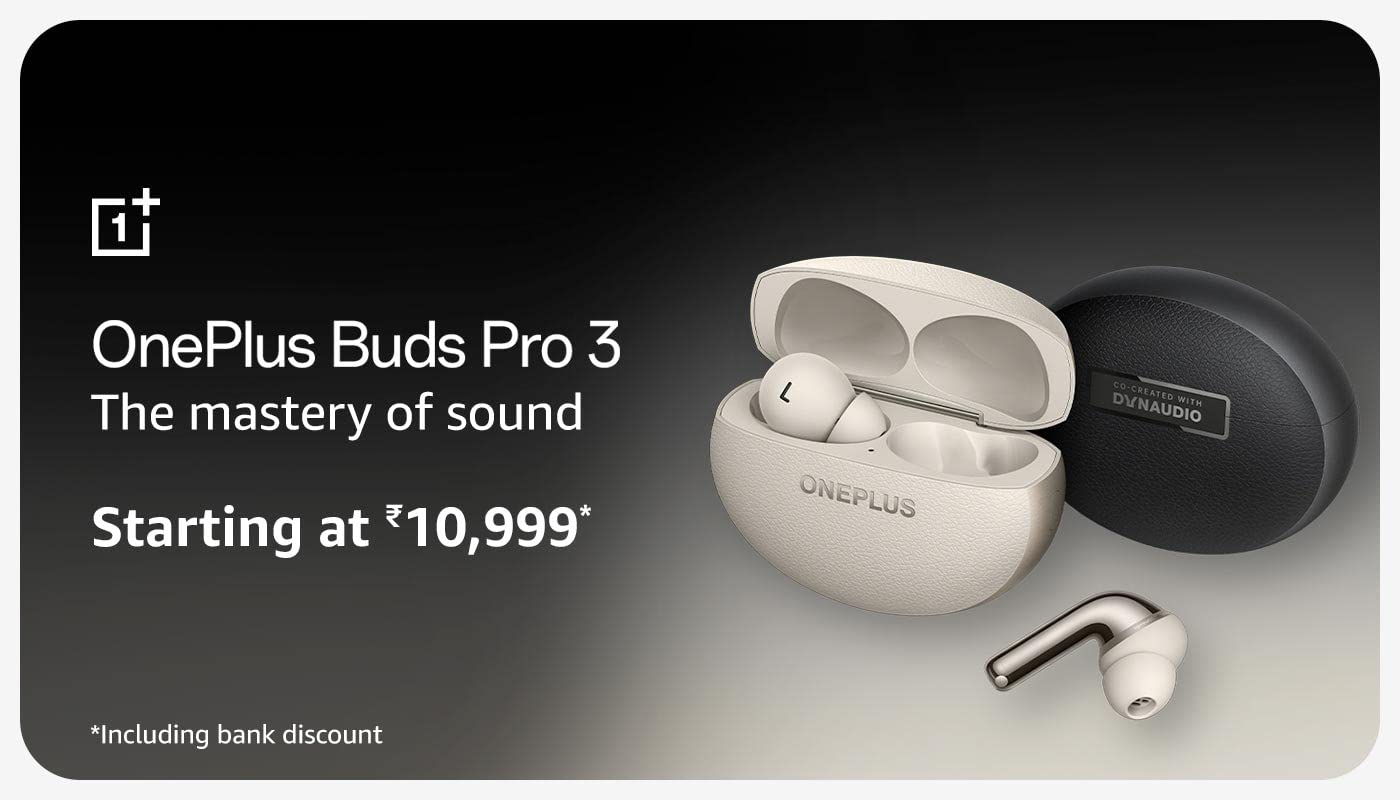 1+
OnePlus Buds Pro 3
The mastery of sound
Starting at ₹10,999*
*Including bank discount
L
ONEPLUS
CO-CREATED WITH
DYNAUDIO